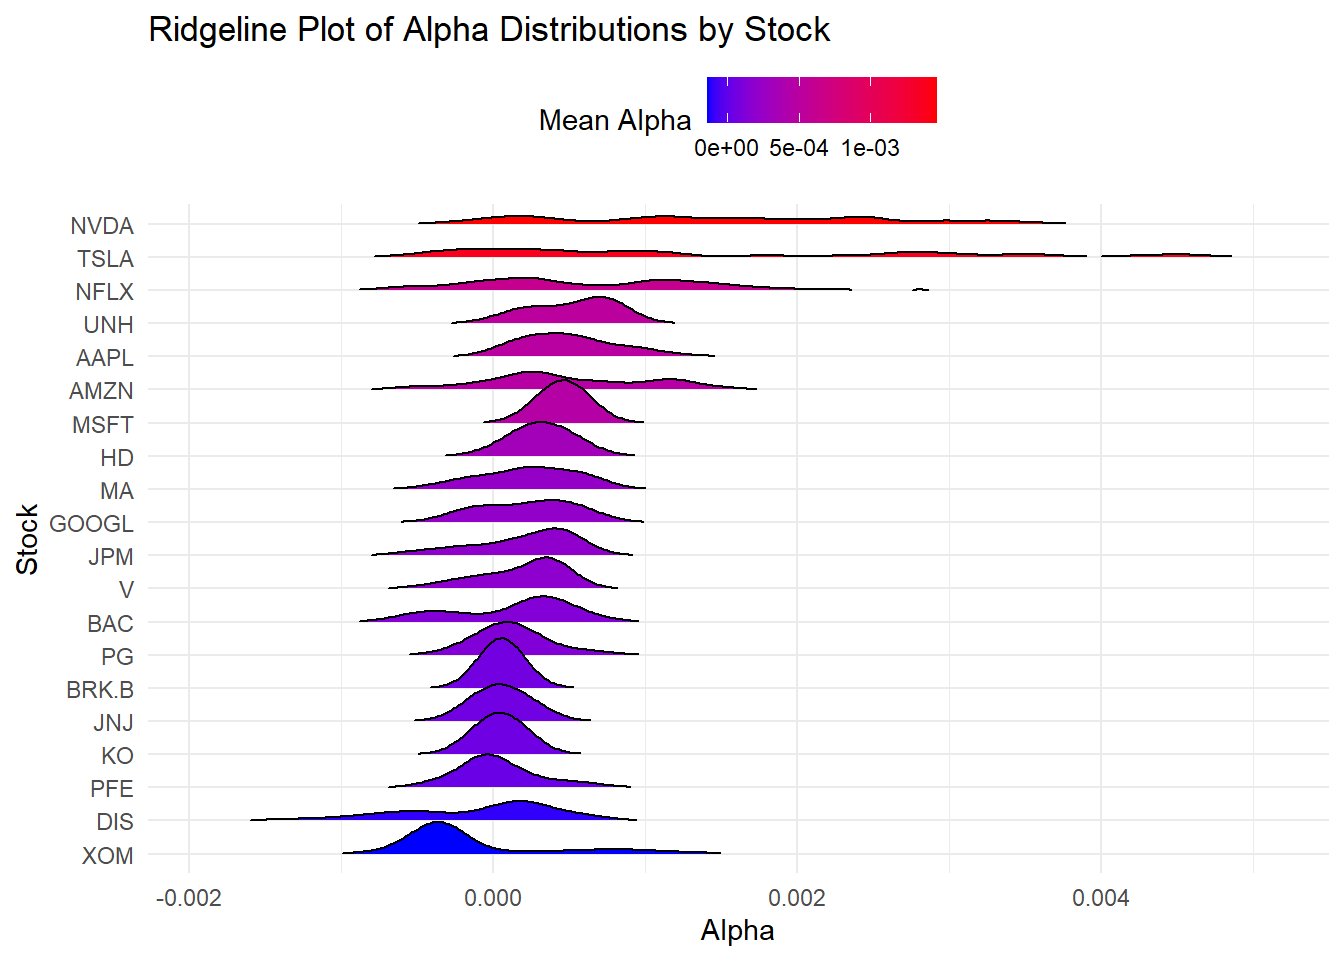 Ridgeline Plot of Alpha Distributions by Stock
Mean Alpha
0e+00 5e-04 1e-03
Stock
NVDA
TSLA
NFLX
UNH
AAPL
AMZN
MSFT
HD
MA
GOOGL
JPM
V
BAC
PG
BRK.B
JNJ
KO
PFE
DIS
XOM
-0.002 0.000 0.002 0.004
Alpha